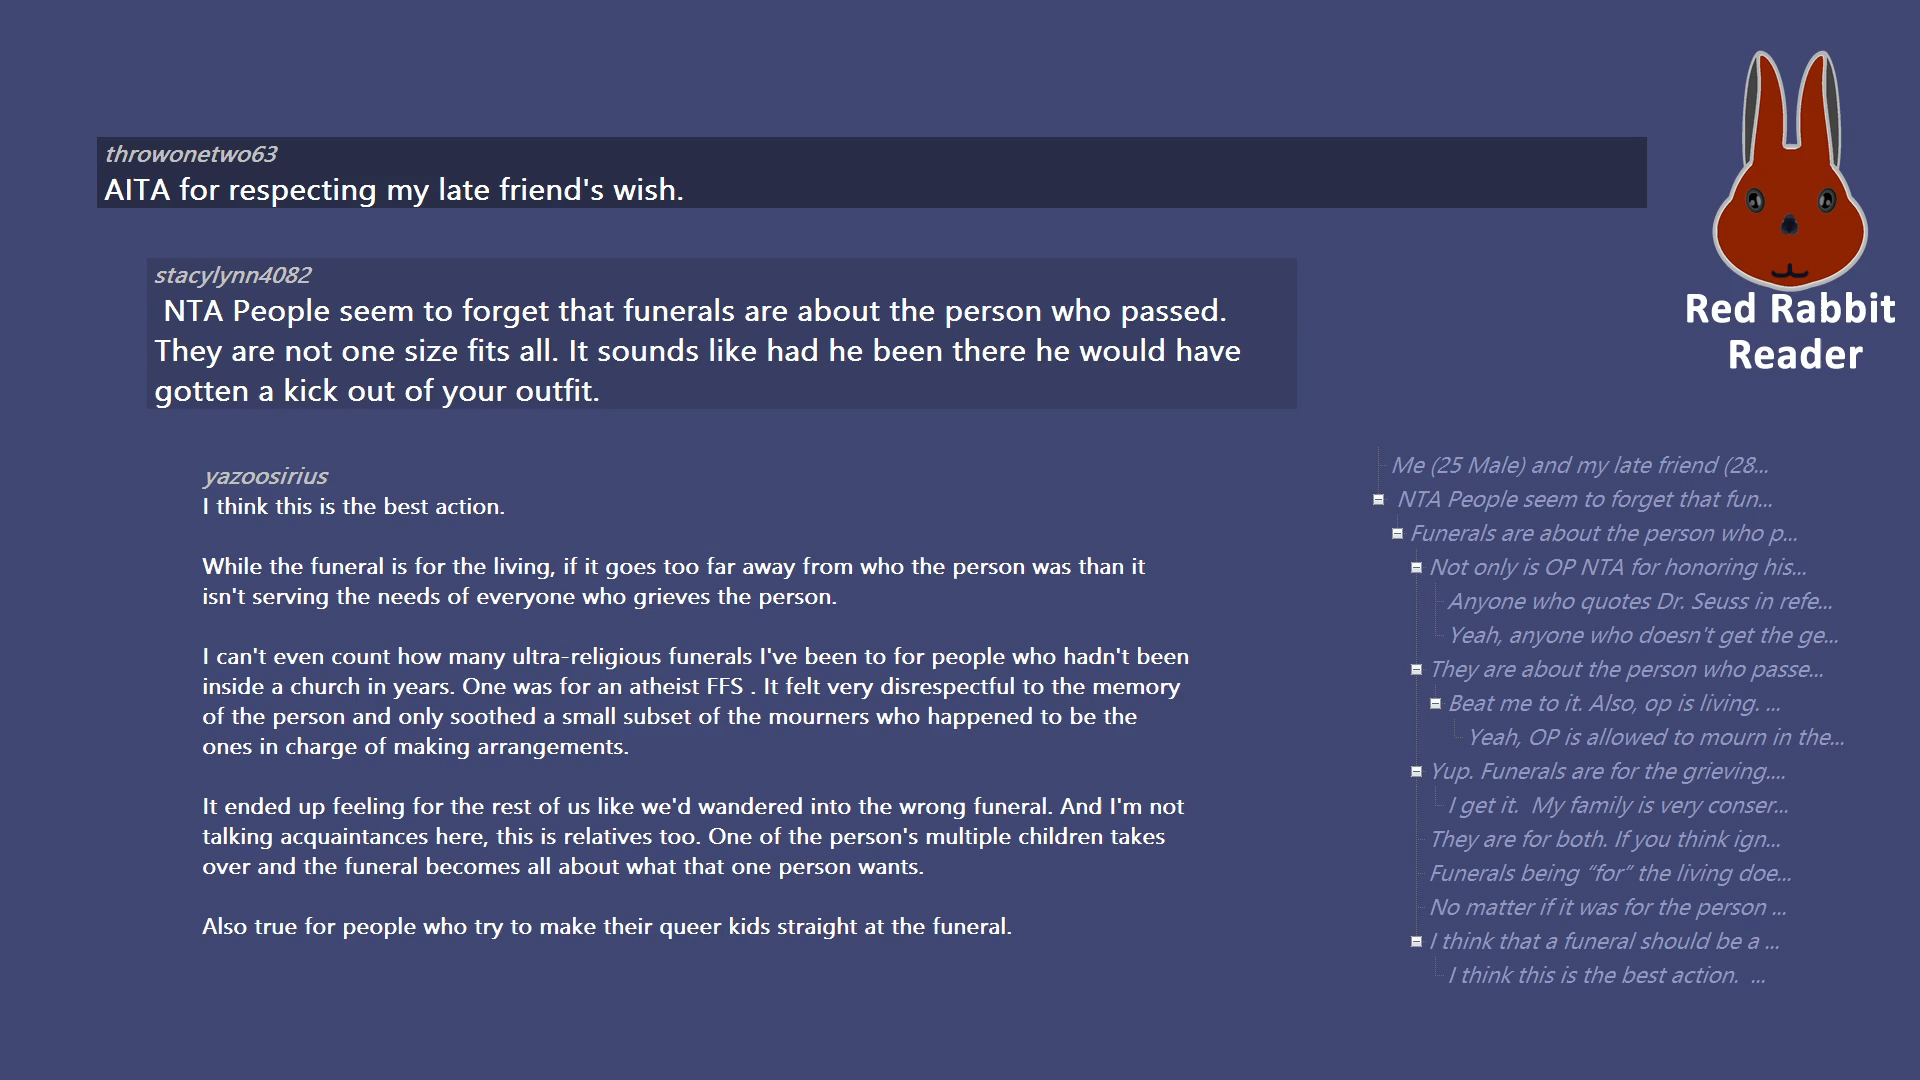 throwonetwo63
AITA for respecting my late friend's wish.
stacylynn4082
NTA People seem to forget that funerals are about the person who passed.
They are not one size fits all. It sounds like had he been there he would have
gotten a kick out of your outfit.
yazoosirius
I think this is the best action.
While the funeral is for the living, if it goes too far away from who the person was than it
isn't serving the needs of everyone who grieves the person.
I can't even count how many ultra-religious funerals I've been to for people who hadn't been
inside a church in years. One was for an atheist FFS . It felt very disrespectful to the memory
of the person and only soothed a small subset of the mourners who happened to be the
ones in charge of making arrangements.
It ended up feeling for the rest of us like we'd wandered into the wrong funeral. And I'm not
talking acquaintances here, this is relatives too. One of the person's multiple children takes
over and the funeral becomes all about what that one person wants.
Also true for people who try to make their queer kids straight at the funeral.
Red Rabbit
Reader
Me (25 Male) and my late friend (28...
NTA People seem to forget that fun...
Funerals are about the person who p...
Not only is OP NTA for honoring his...
Anyone who quotes Dr. Seuss in refe...
Yeah, anyone who doesn't get the ge...
They are about the person who passe...
Beat me to it. Also, op is living. ...
Yeah, OP is allowed to mourn in the...
Yup. Funerals are for the grieving....
I get it.  My family is very conser...
They are for both. If you think ign...
Funerals being “for” the living doe...
No matter if it was for the person ...
I think that a funeral should be a ...
I think this is the best action.  ...